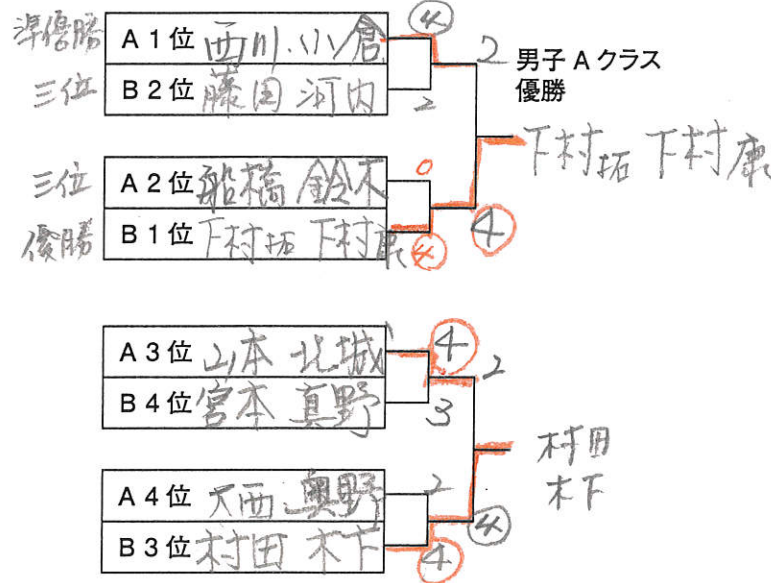 準優勝 A1位 西川 小倉 ④ 2 男子Aクラス
優勝
三位 B2位 藤田 河内 2
下村拓 下村康
三位 A2位 船橋 鈴木 0
優勝 B1位 下村拓 下村康 ④ ④
A3位 山本 北城 ④ 2
B4位 宮本 真野 3
村田
木下
A4位 大西 奥野 2
B3位 村田 木下 ④ ④